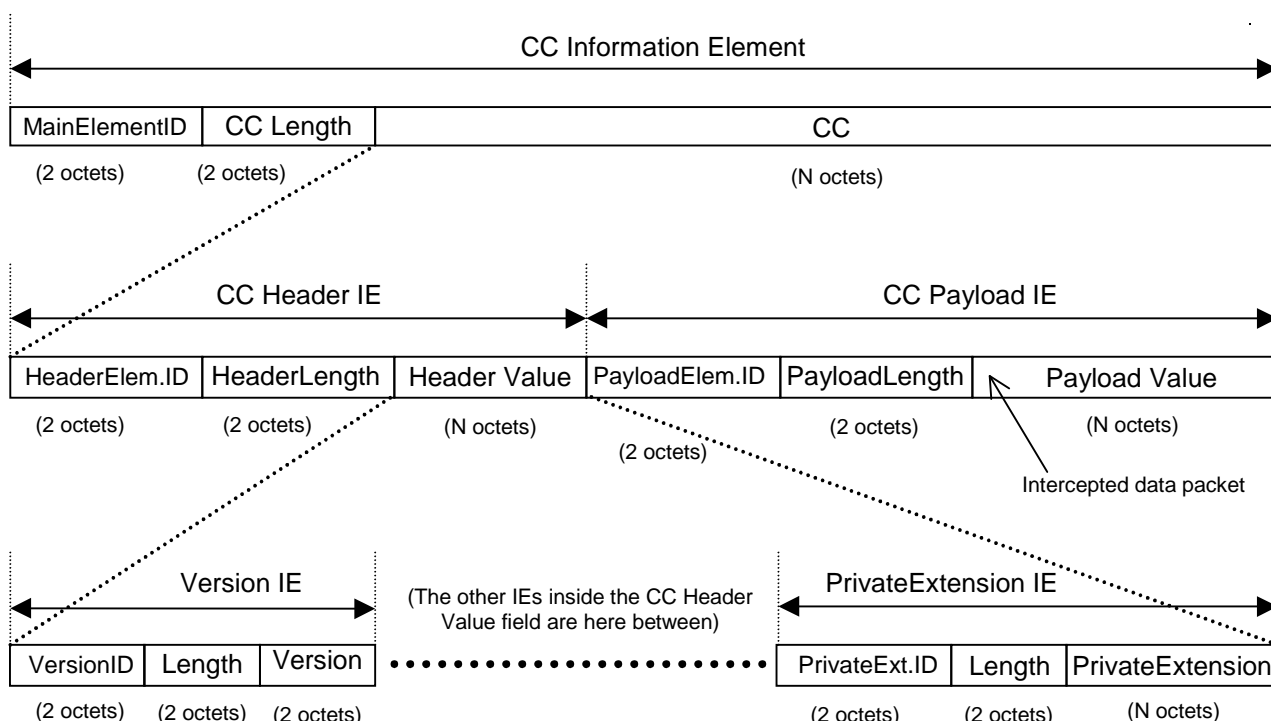 CC Information Element
MainElementID CC Length CC
(2 octets) (2 octets) (N octets)
CC Header IE CC Payload IE
HeaderElem.ID HeaderLength Header Value PayloadElem.ID PayloadLength Payload Value
(2 octets) (2 octets) (N octets) (2 octets) (2 octets) (N octets)
Intercepted data packet
Version IE (The other IEs inside the CC Header PrivateExtension IE
Value field are here between)
VersionID Length Version PrivateExt.ID Length PrivateExtension
(2 octets) (2 octets) (2 octets) (2 octets) (2 octets) (N octets)